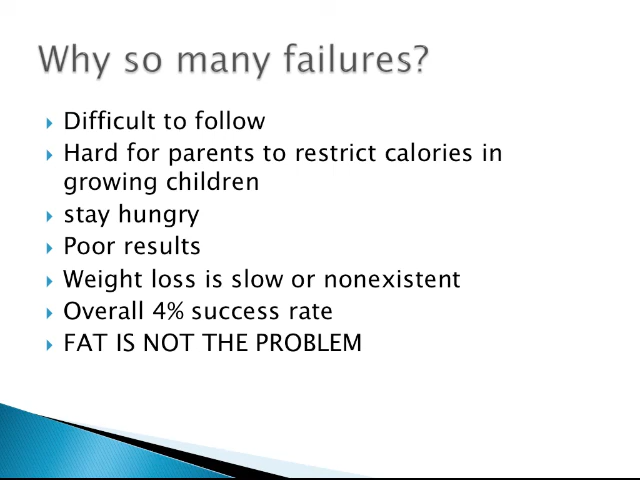 Why so many failures?
Difficult to follow
Hard for parents to restrict calories in
growing children
stay hungry
Poor results
Weight loss is slow or nonexistent
Overall 4% success rate
FAT IS NOT THE PROBLEM